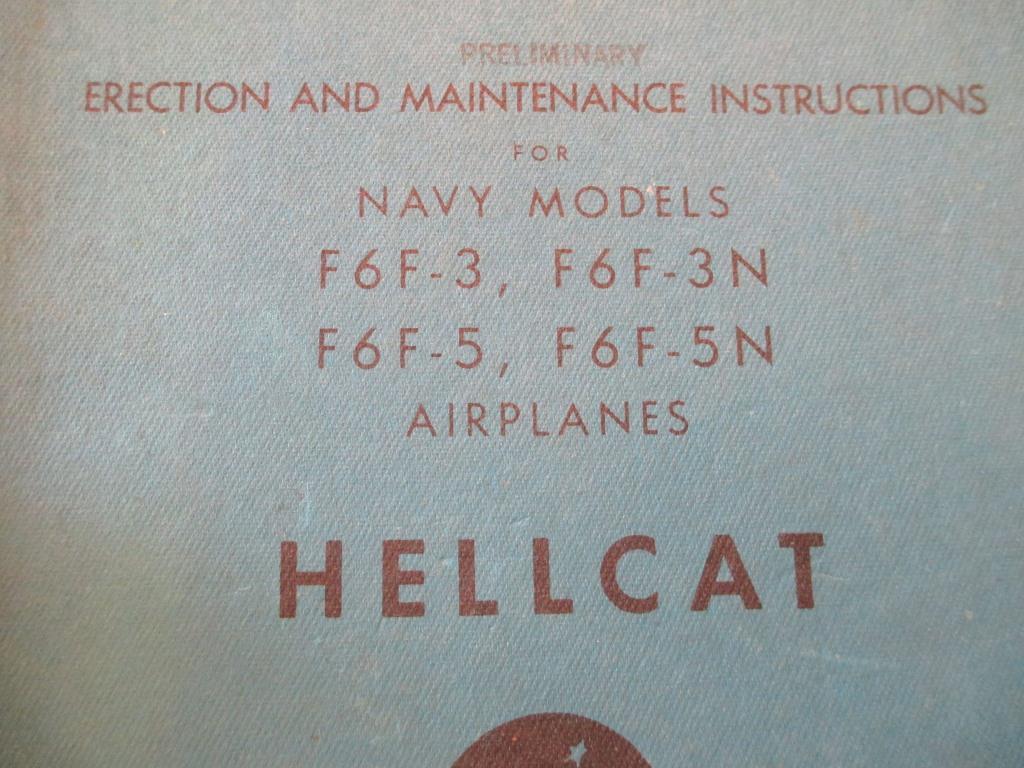 PRELIMINARY
ERECTION AND MAINTENANCE INSTRUCTIONS
FOR
NAVY MODELS
F6F-3, F6F-3N
F6F-5, F6F-5N
AIRPLANES
HELLCAT